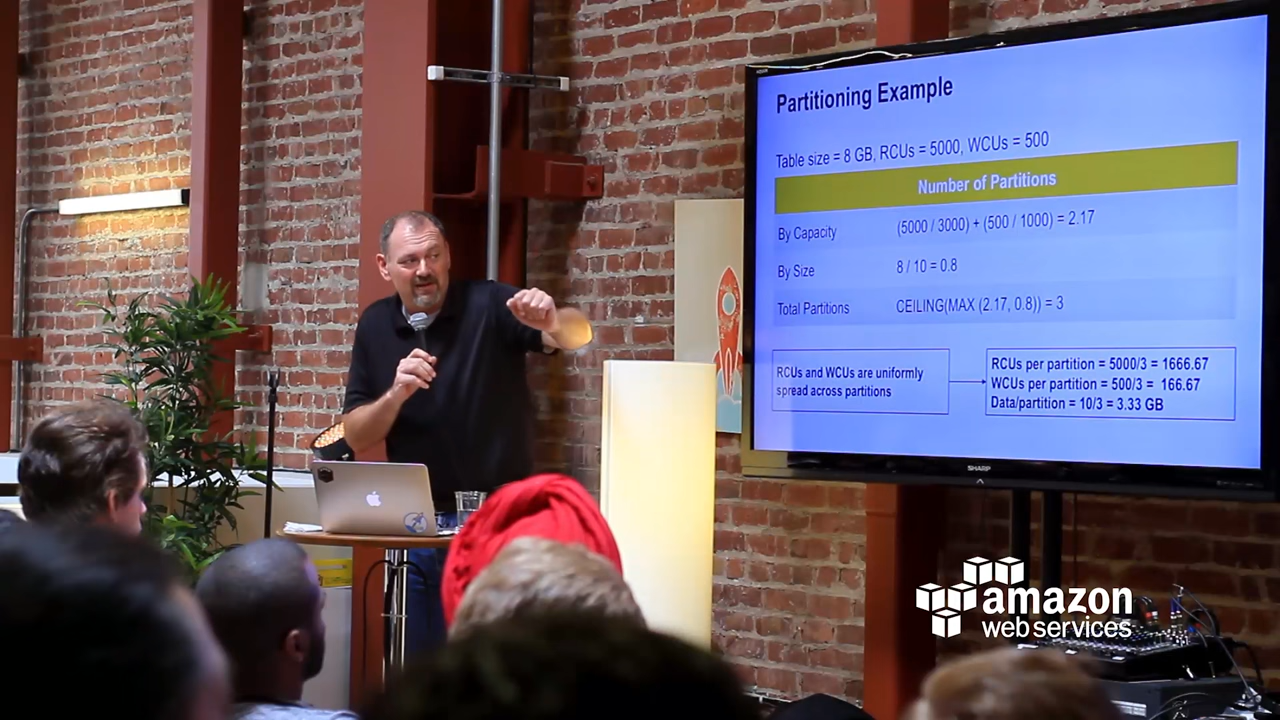 Partitioning Example
Table size = 8 GB, RCUs = 5000, WCUs = 500
Number of Partitions
By Capacity (5000 / 3000) + (500 / 1000) = 2.17
By Size 8 / 10 = 0.8
Total Partitions CEILING(MAX (2.17, 0.8)) = 3
RCUs and WCUs are uniformly
spread across partitions
RCUs per partition = 5000/3 = 1666.67
WCUs per partition = 500/3 = 166.67
Data/partition = 10/3 = 3.33 GB
SHARP
amazon
web services